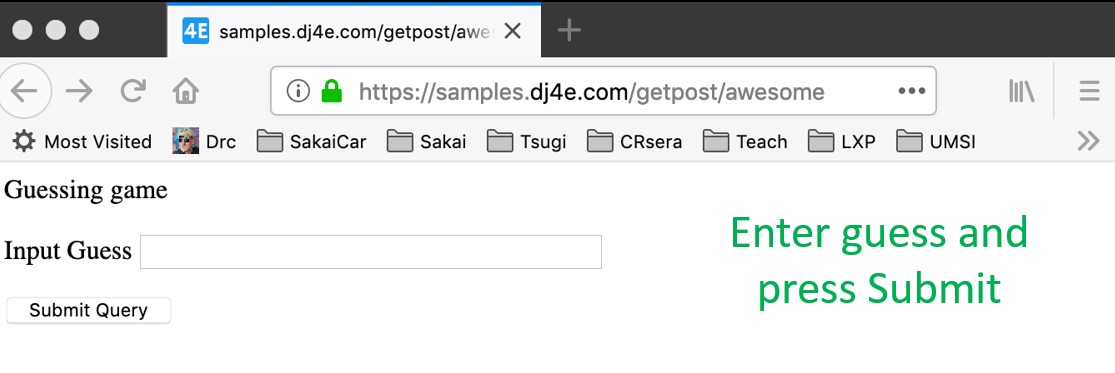 4E samples.dj4e.com/getpost/awes
https://samples.dj4e.com/getpost/awesome
Most Visited Drc SakaiCar Sakai Tsugi CRsera Teach LXP UMSI
Guessing game
Input Guess
Submit Query
Enter guess and
press Submit